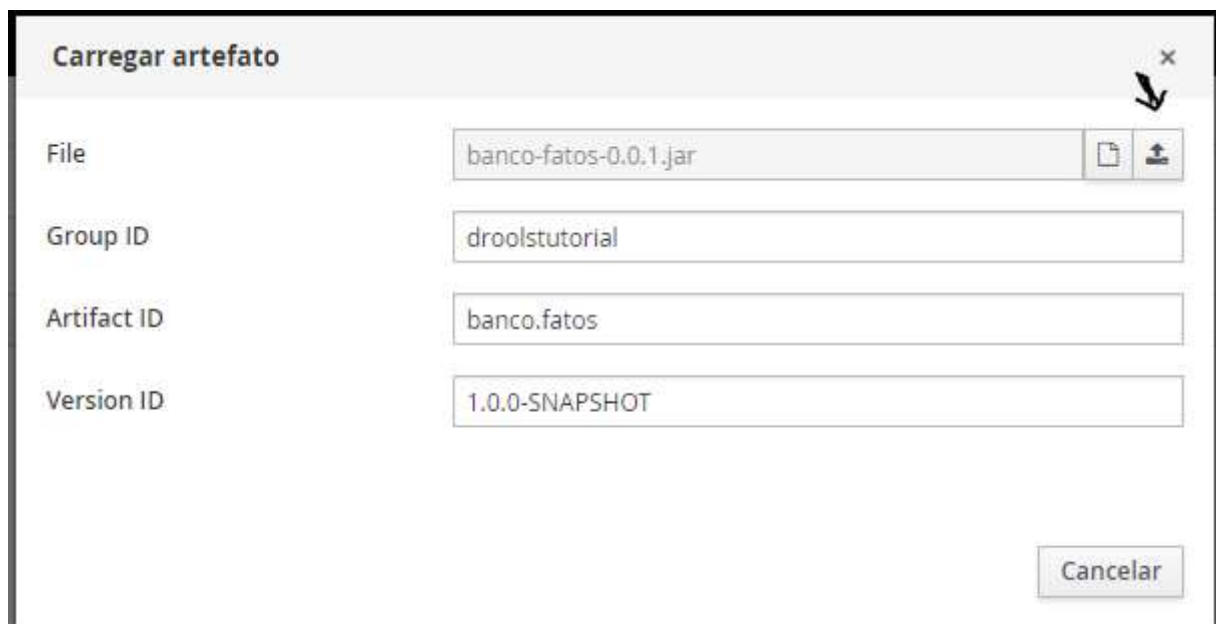 Carregar artefato
File banco-fatos-0.0.1.jar
Group ID droolstutorial
Artifact ID banco.fatos
Version ID 1.0.0-SNAPSHOT
Cancelar